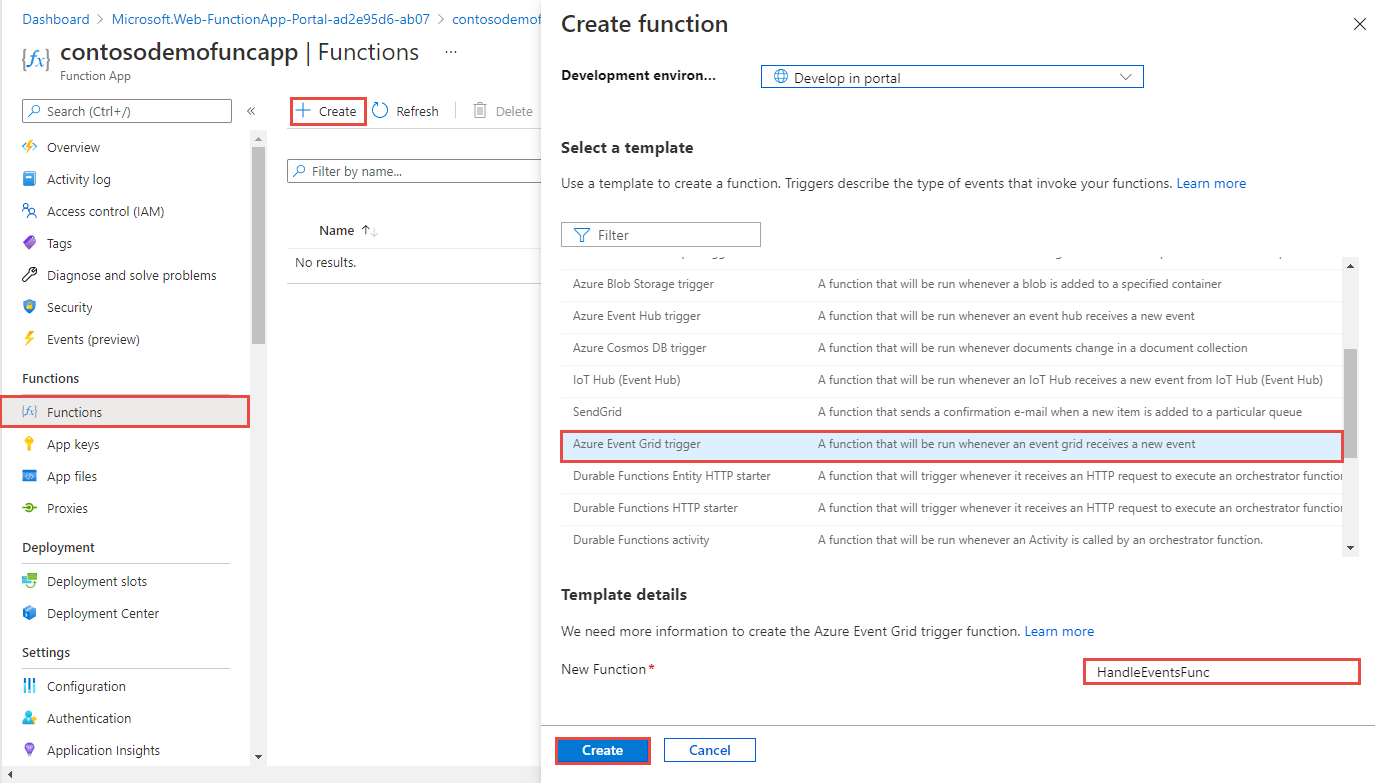 Dashboard > Microsoft.Web-FunctionApp-Portal-ad2e95d6-ab07 > contosodemof
contosodemofuncapp | Functions ...
Function App
Search (Ctrl+/) «
Overview
Activity log
Access control (IAM)
Tags
Diagnose and solve problems
Security
Events (preview)
Functions
Functions
App keys
App files
Proxies
Deployment
Deployment slots
Deployment Center
Settings
Configuration
Authentication
Application Insights
+ Create Refresh Delete
Filter by name...
Name ↑↓
No results.
Create function
Development environ... Develop in portal
Select a template
Use a template to create a function. Triggers describe the type of events that invoke your functions. Learn more
Filter
Azure Blob Storage trigger A function that will be run whenever a blob is added to a specified container
Azure Event Hub trigger A function that will be run whenever an event hub receives a new event
Azure Cosmos DB trigger A function that will be run whenever documents change in a document collection
IoT Hub (Event Hub) A function that will be run whenever an IoT Hub receives a new event from IoT Hub (Event Hub)
SendGrid A function that sends a confirmation e-mail when a new item is added to a particular queue
Azure Event Grid trigger A function that will be run whenever an event grid receives a new event
Durable Functions Entity HTTP starter A function that will trigger whenever it receives an HTTP request to execute an orchestrator function
Durable Functions HTTP starter A function that will trigger whenever it receives an HTTP request to execute an orchestrator function
Durable Functions activity A function that will be run whenever an Activity is called by an orchestrator function.
Template details
We need more information to create the Azure Event Grid trigger function. Learn more
New Function* HandleEventsFunc
Create Cancel